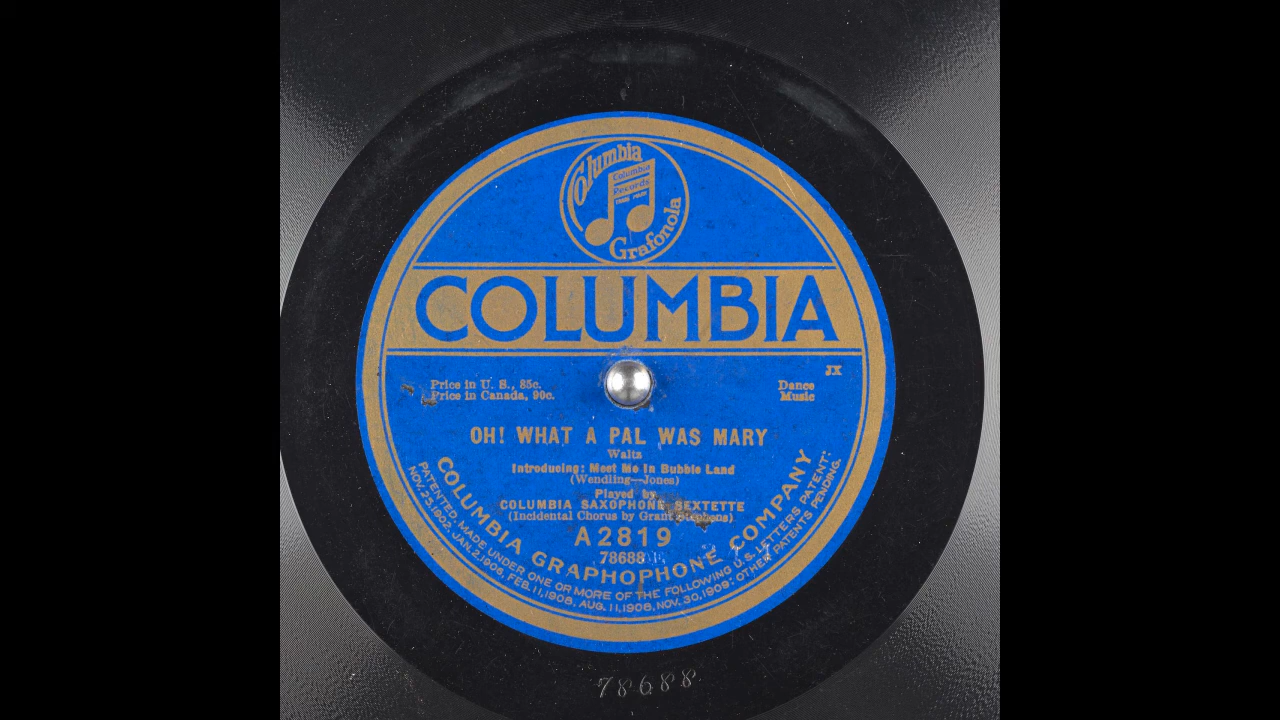 Columbia
Columbia
Records
Grafonola
COLUMBIA
JX
Price in U. S., 85c.
Price in Canada, 90c.
Dance
Music
OH! WHAT A PAL WAS MARY
Waltz
Introducing: Meet Me In Bubble Land
(Wendling—Jones)
Played by
COLUMBIA SAXOPHONE SEXTETTE
(Incidental Chorus by Grant Stephens)
A2819
78688
COLUMBIA GRAPHOPHONE COMPANY
PATENTED, MADE UNDER ONE OR MORE OF THE FOLLOWING U.S. LETTERS PATENT:
NOV. 25, 1902, JAN. 2, 1906, FEB. 11, 1908, AUG. 11, 1908, NOV. 30, 1909: OTHER PATENTS PENDING.
78688